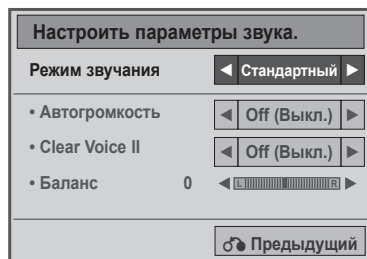 Настроить параметры звука.
Режим звучания ◄ Стандартный ►
• Автогромкость ◄ Off (Выкл.) ►
• Clear Voice II ◄ Off (Выкл.) ►
• Баланс 0 ◄ L R ►
Предыдущий